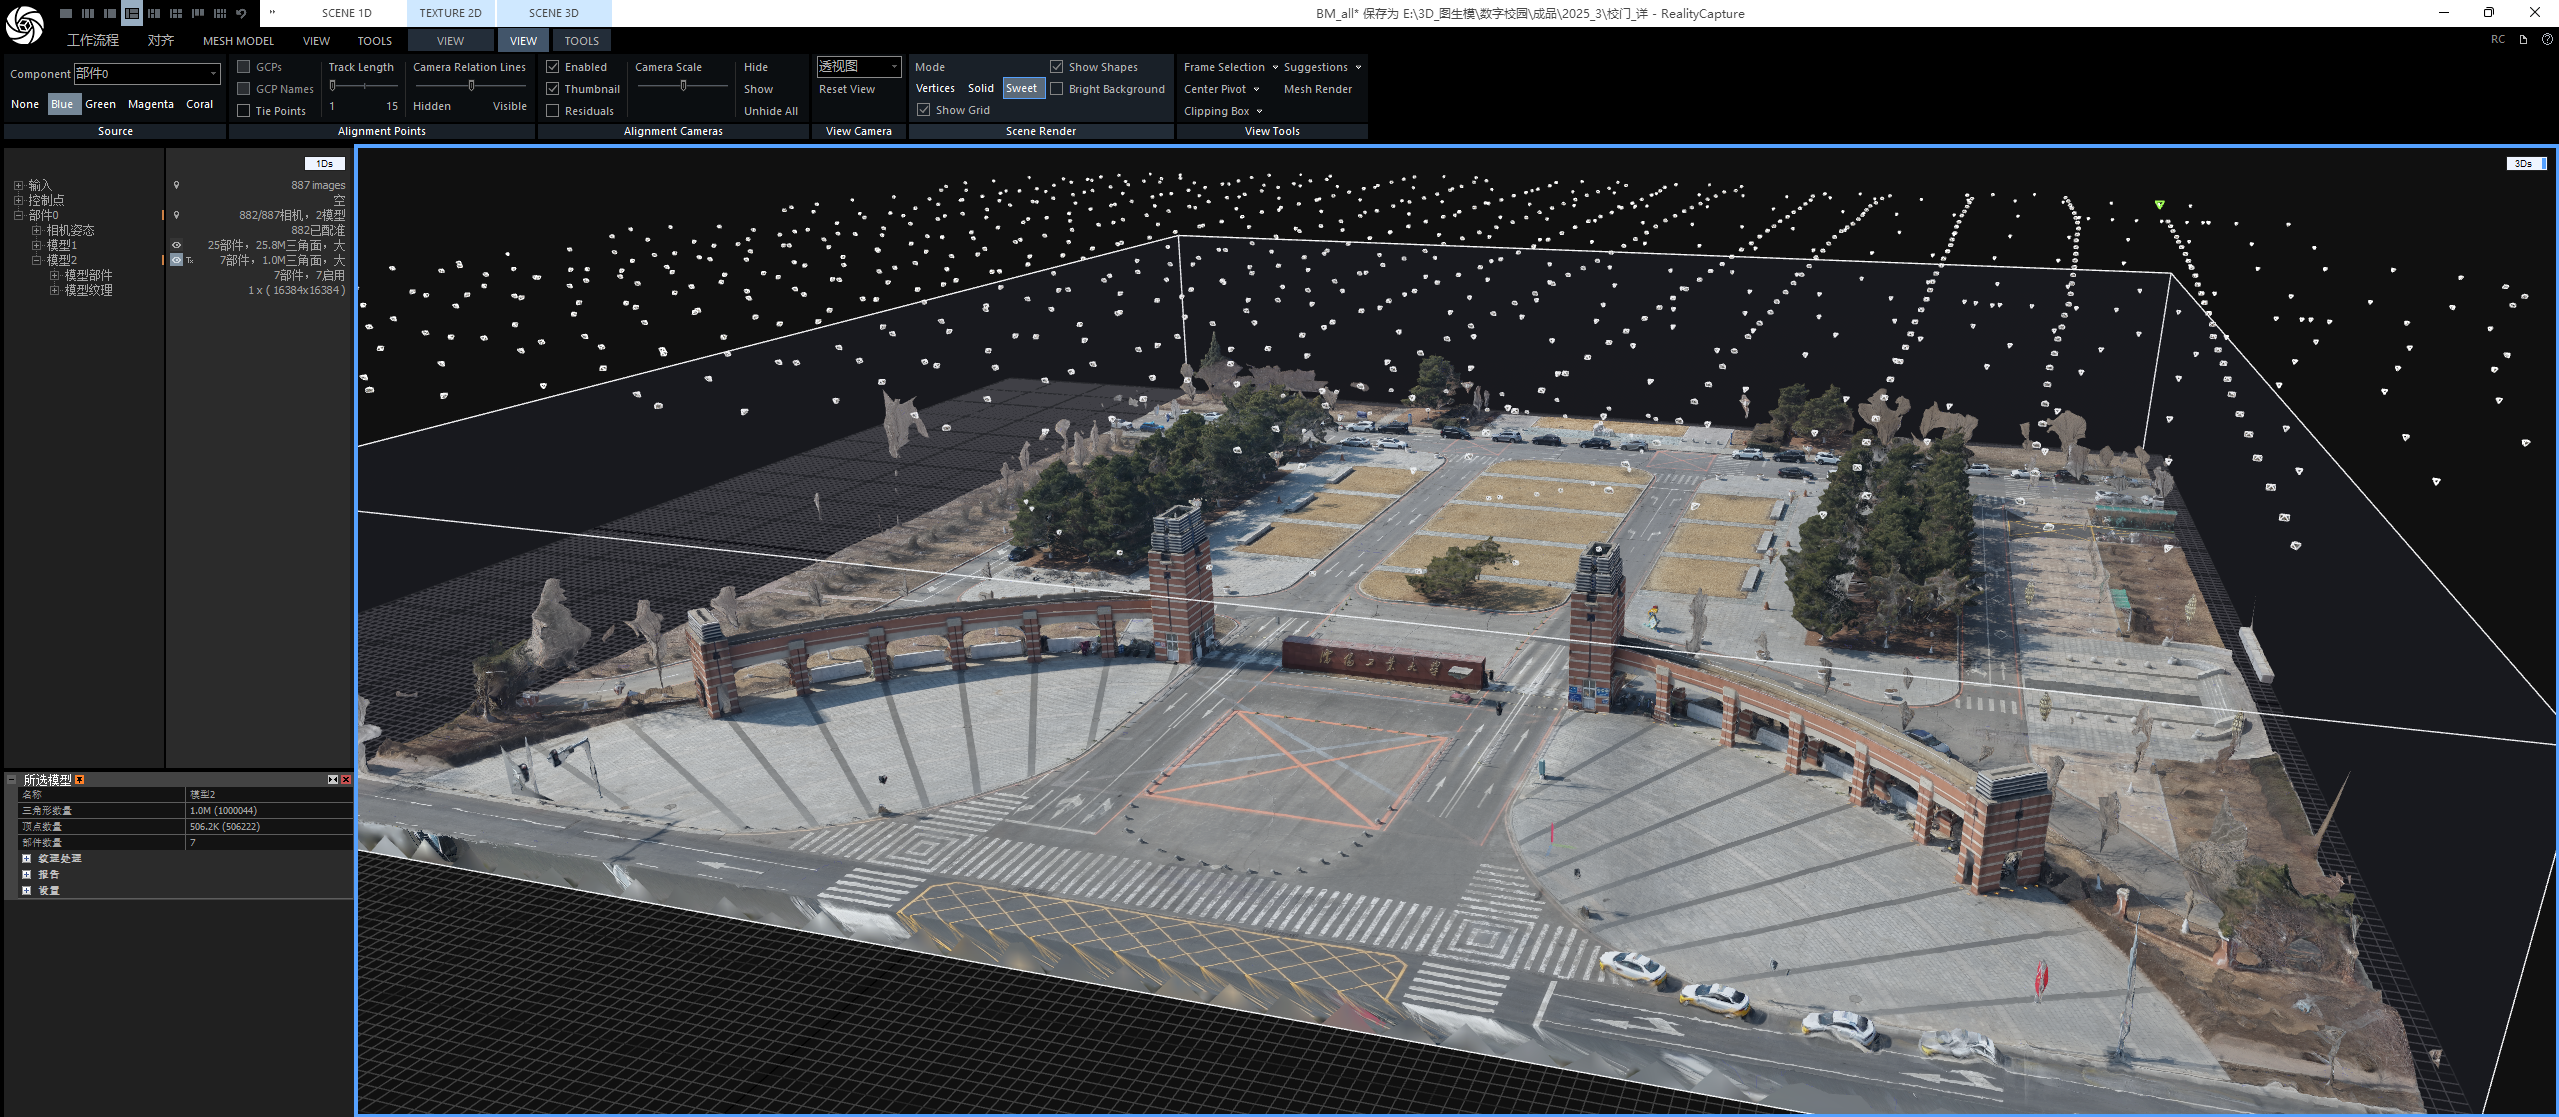 SCENE 1D TEXTURE 2D SCENE 3D
BM_all* 保存为 E:\3D_图生模\数字校园\成品\2025_3\校门_详 - RealityCapture
工作流程 对齐 MESH MODEL VIEW TOOLS VIEW VIEW TOOLS
RC
Component 部件0
None Blue Green Magenta Coral
Source
GCPs
GCP Names
Tie Points
Track Length
1 15
Camera Relation Lines
Hidden Visible
Alignment Points
Enabled
Thumbnail
Residuals
Camera Scale
Hide
Show
Unhide All
Alignment Cameras
透视图
Reset View
View Camera
Mode
Vertices Solid Sweet
Show Grid
Show Shapes
Bright Background
Scene Render
Frame Selection Suggestions
Center Pivot Mesh Render
Clipping Box
View Tools
1Ds
3Ds
输入 887 images
控制点 空
部件0 882/887相机，2模型
相机姿态 882已配准
模型1 25部件，25.8M三角面，大
模型2 Tx 7部件，1.0M三角面，大
模型部件 7部件，7启用
模型纹理 1 x ( 16384x16384 )
沈阳工业大学
所选模型
名称 模型2
三角形数量 1.0M (1000044)
顶点数量 506.2K (506222)
部件数量 7
纹理处理
报告
设置